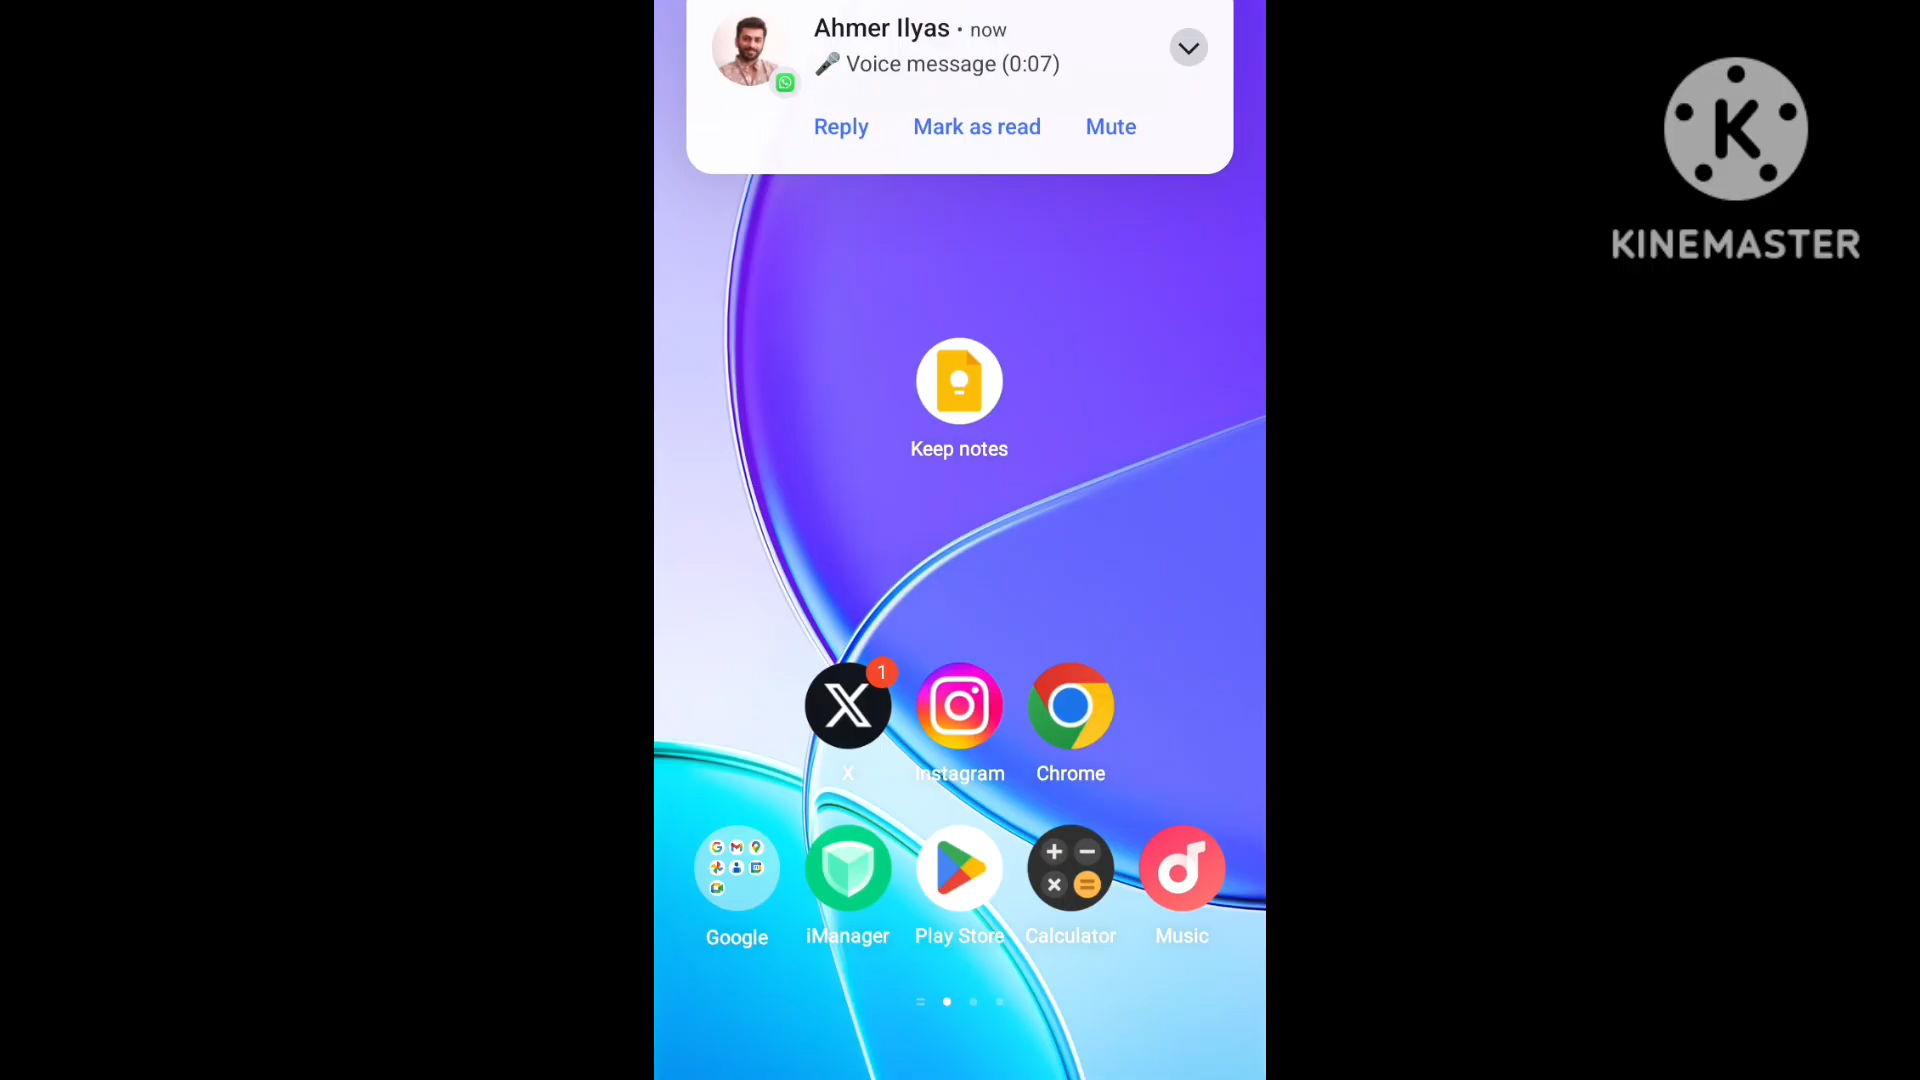 Ahmer Ilyas • now
🎤 Voice message (0:07)
Reply Mark as read Mute
KINEMASTER
Keep notes
1
X Instagram Chrome
Google iManager Play Store Calculator Music